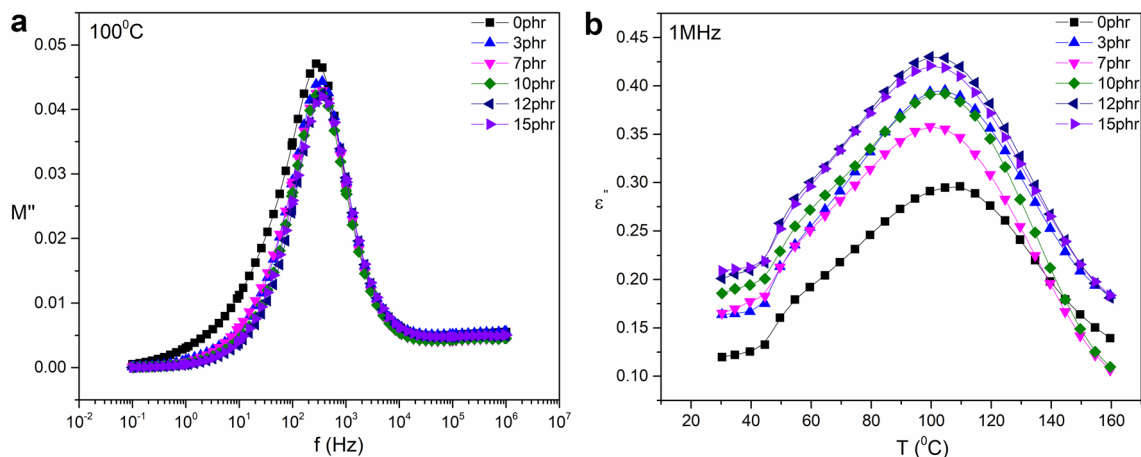 a
100⁰C
0phr
3phr
7phr
10phr
12phr
15phr
M"
0.05
0.04
0.03
0.02
0.01
0.00
10⁻² 10⁻¹ 10⁰ 10¹ 10² 10³ 10⁴ 10⁵ 10⁶ 10⁷
f (Hz)
b
1MHz
0phr
3phr
7phr
10phr
12phr
15phr
ε"
0.45
0.40
0.35
0.30
0.25
0.20
0.15
0.10
20 40 60 80 100 120 140 160
T (⁰C)